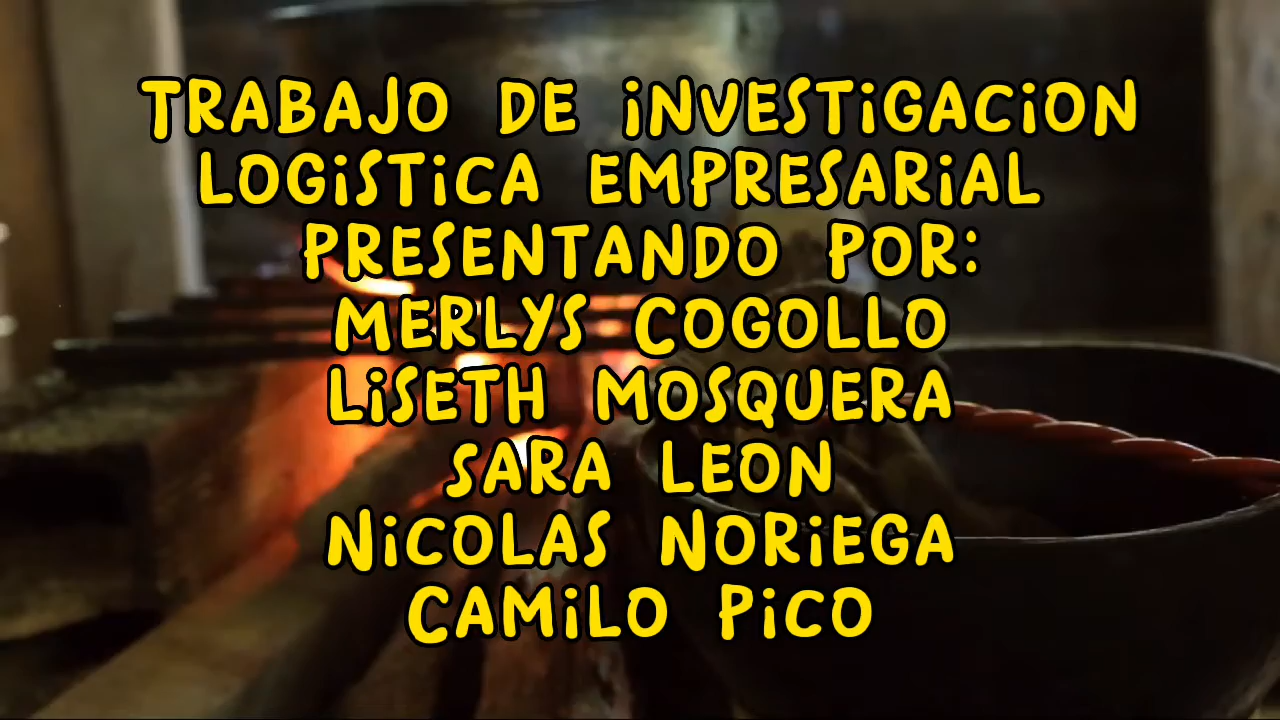 TRABAJO DE iNVESTiGACiON
LOGiSTiCA EMPRESARiAL
PRESENTANDO POR:
MERLYS COGOLLO
LiSETH MOSQUERA
SARA LEON
NiCOLAS NORiEGA
CAMiLO PiCO